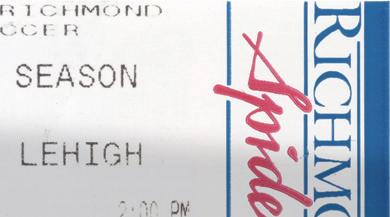 RICHMOND
CCER
SEASON
LEHIGH
2:00 PM
Spide
RICHMO